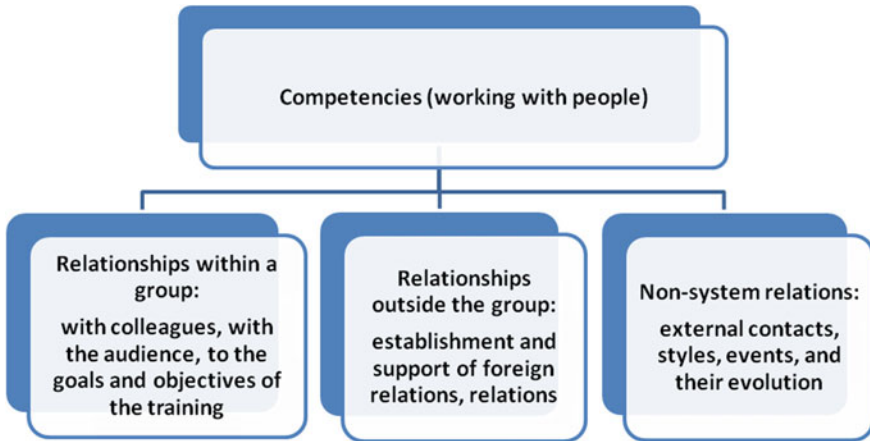 Competencies (working with people)
Relationships within a
group:
with colleagues, with
the audience, to the
goals and objectives of
the training
Relationships
outside the group:
establishment and
support of foreign
relations, relations
Non-system relations:
external contacts,
styles, events, and
their evolution